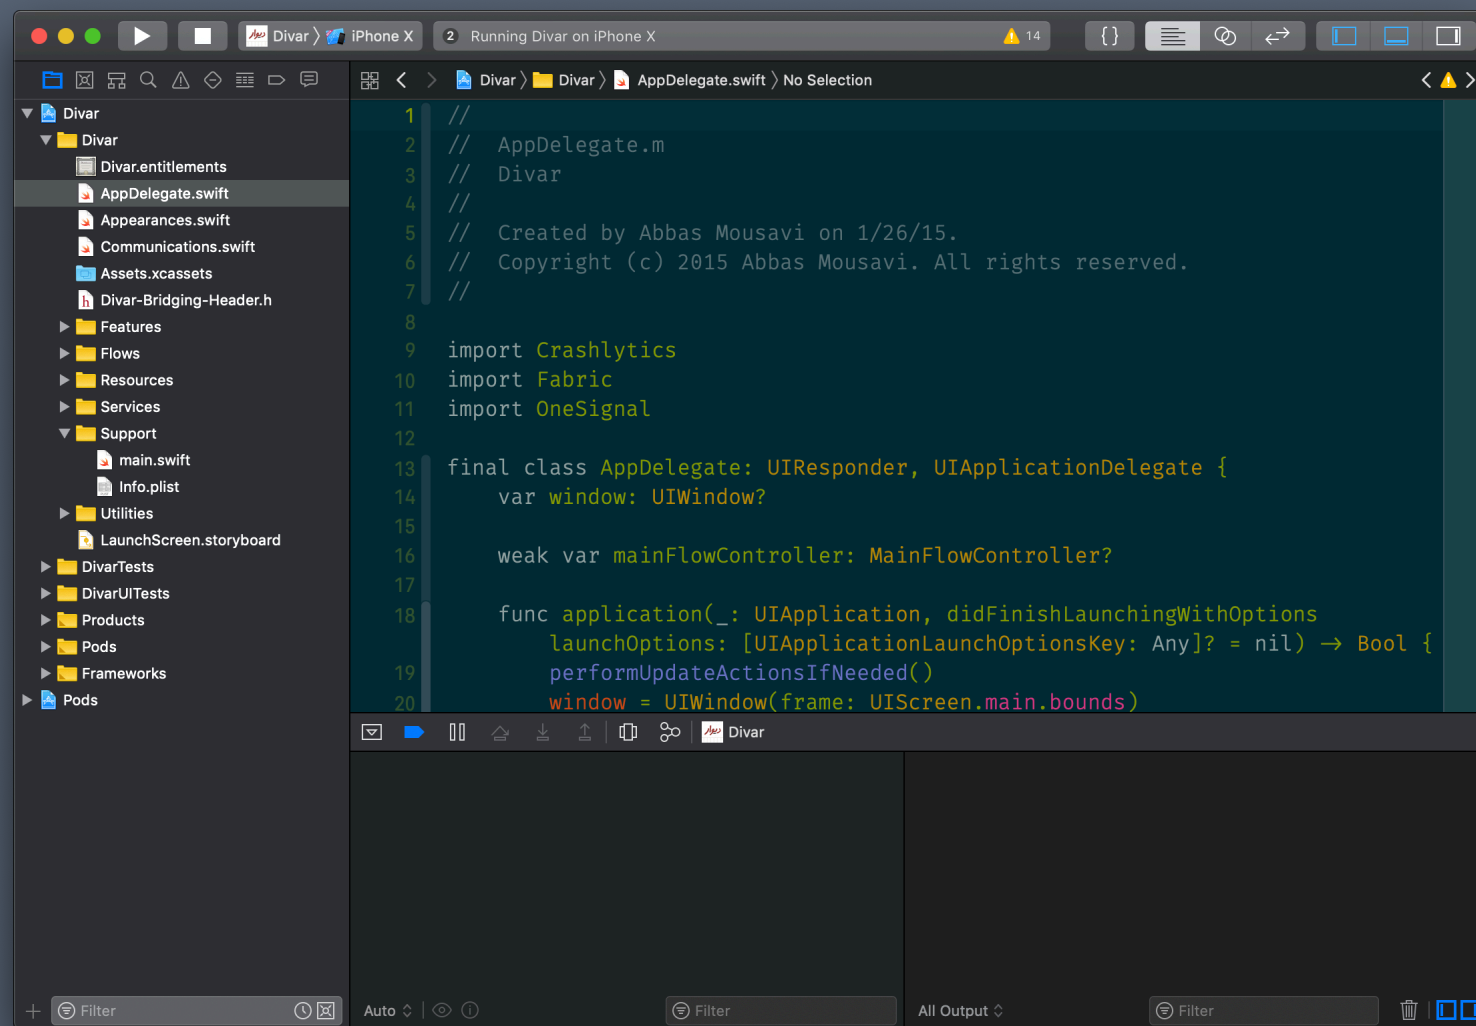 Divar 〉 iPhone X
2 Running Divar on iPhone X
14
{ }
Divar 〉 Divar 〉 AppDelegate.swift 〉 No Selection
Divar
Divar
Divar.entitlements
AppDelegate.swift
Appearances.swift
Communications.swift
Assets.xcassets
h Divar-Bridging-Header.h
Features
Flows
Resources
Services
Support
main.swift
Info.plist
Utilities
LaunchScreen.storyboard
DivarTests
DivarUITests
Products
Pods
Frameworks
Pods
Filter
1 //
2 // AppDelegate.m
3 // Divar
4 //
5 // Created by Abbas Mousavi on 1/26/15.
6 // Copyright (c) 2015 Abbas Mousavi. All rights reserved.
7 //
8
9 import Crashlytics
10 import Fabric
11 import OneSignal
12
13 final class AppDelegate: UIResponder, UIApplicationDelegate {
14 var window: UIWindow?
15
16 weak var mainFlowController: MainFlowController?
17
18 func application(_: UIApplication, didFinishLaunchingWithOptions
launchOptions: [UIApplicationLaunchOptionsKey: Any]? = nil) → Bool {
19 performUpdateActionsIfNeeded()
20 window = UIWindow(frame: UIScreen.main.bounds)
دیوار Divar
Auto
Filter
All Output
Filter